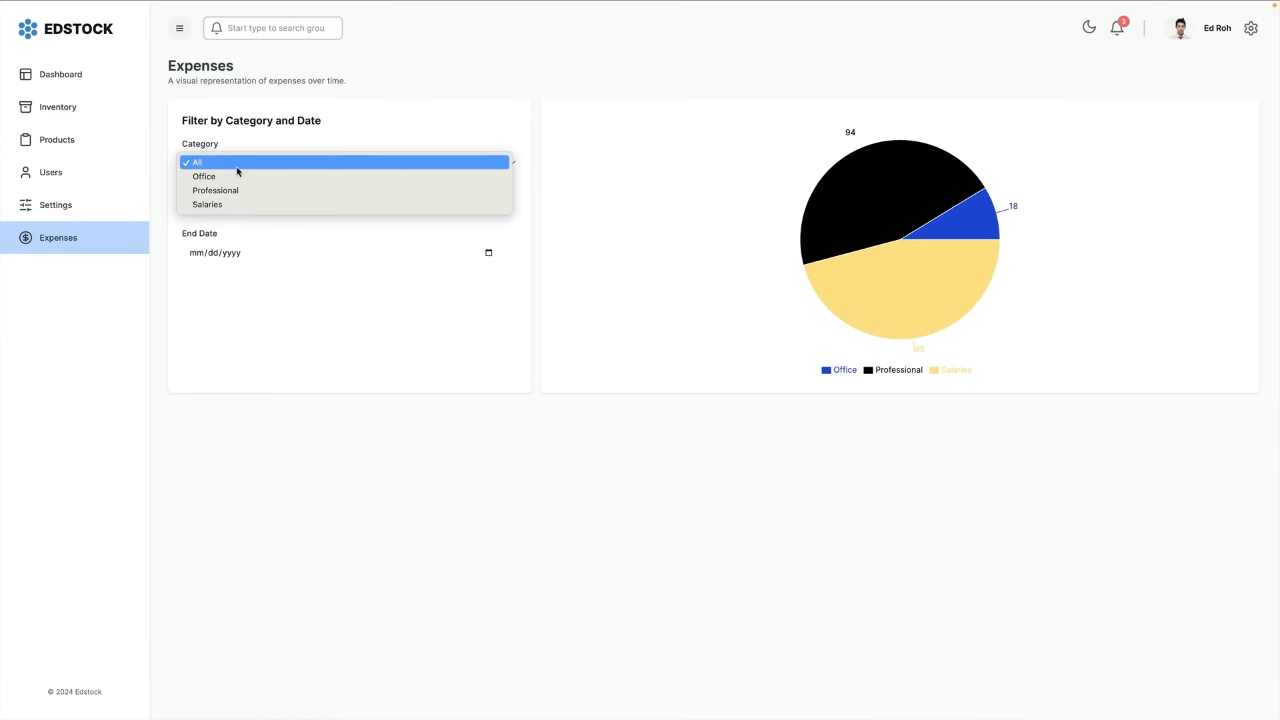 EDSTOCK
Start type to search grou
3
Ed Roh
Dashboard
Inventory
Products
Users
Settings
Expenses
© 2024 Edstock
Expenses
A visual representation of expenses over time.
Filter by Category and Date
Category
✓ All
Office
Professional
Salaries
End Date
mm/dd/yyyy
94
18
95
Office Professional Salaries